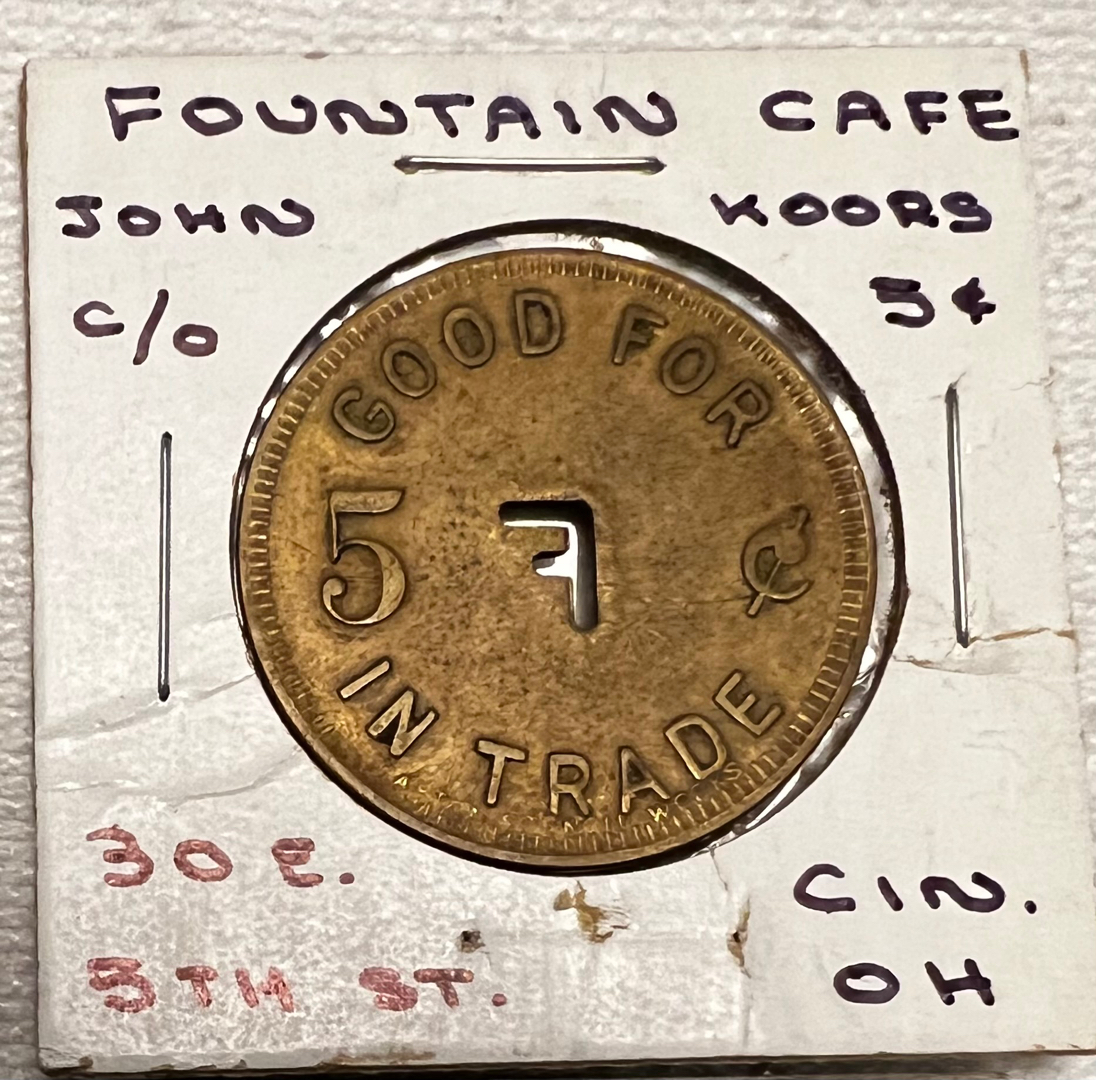 FOUNTAIN CAFE
JOHN KOORS
c/o 5¢
GOOD FOR
5 ¢
F
IN TRADE
30 E. CIN.
5TH ST. OH